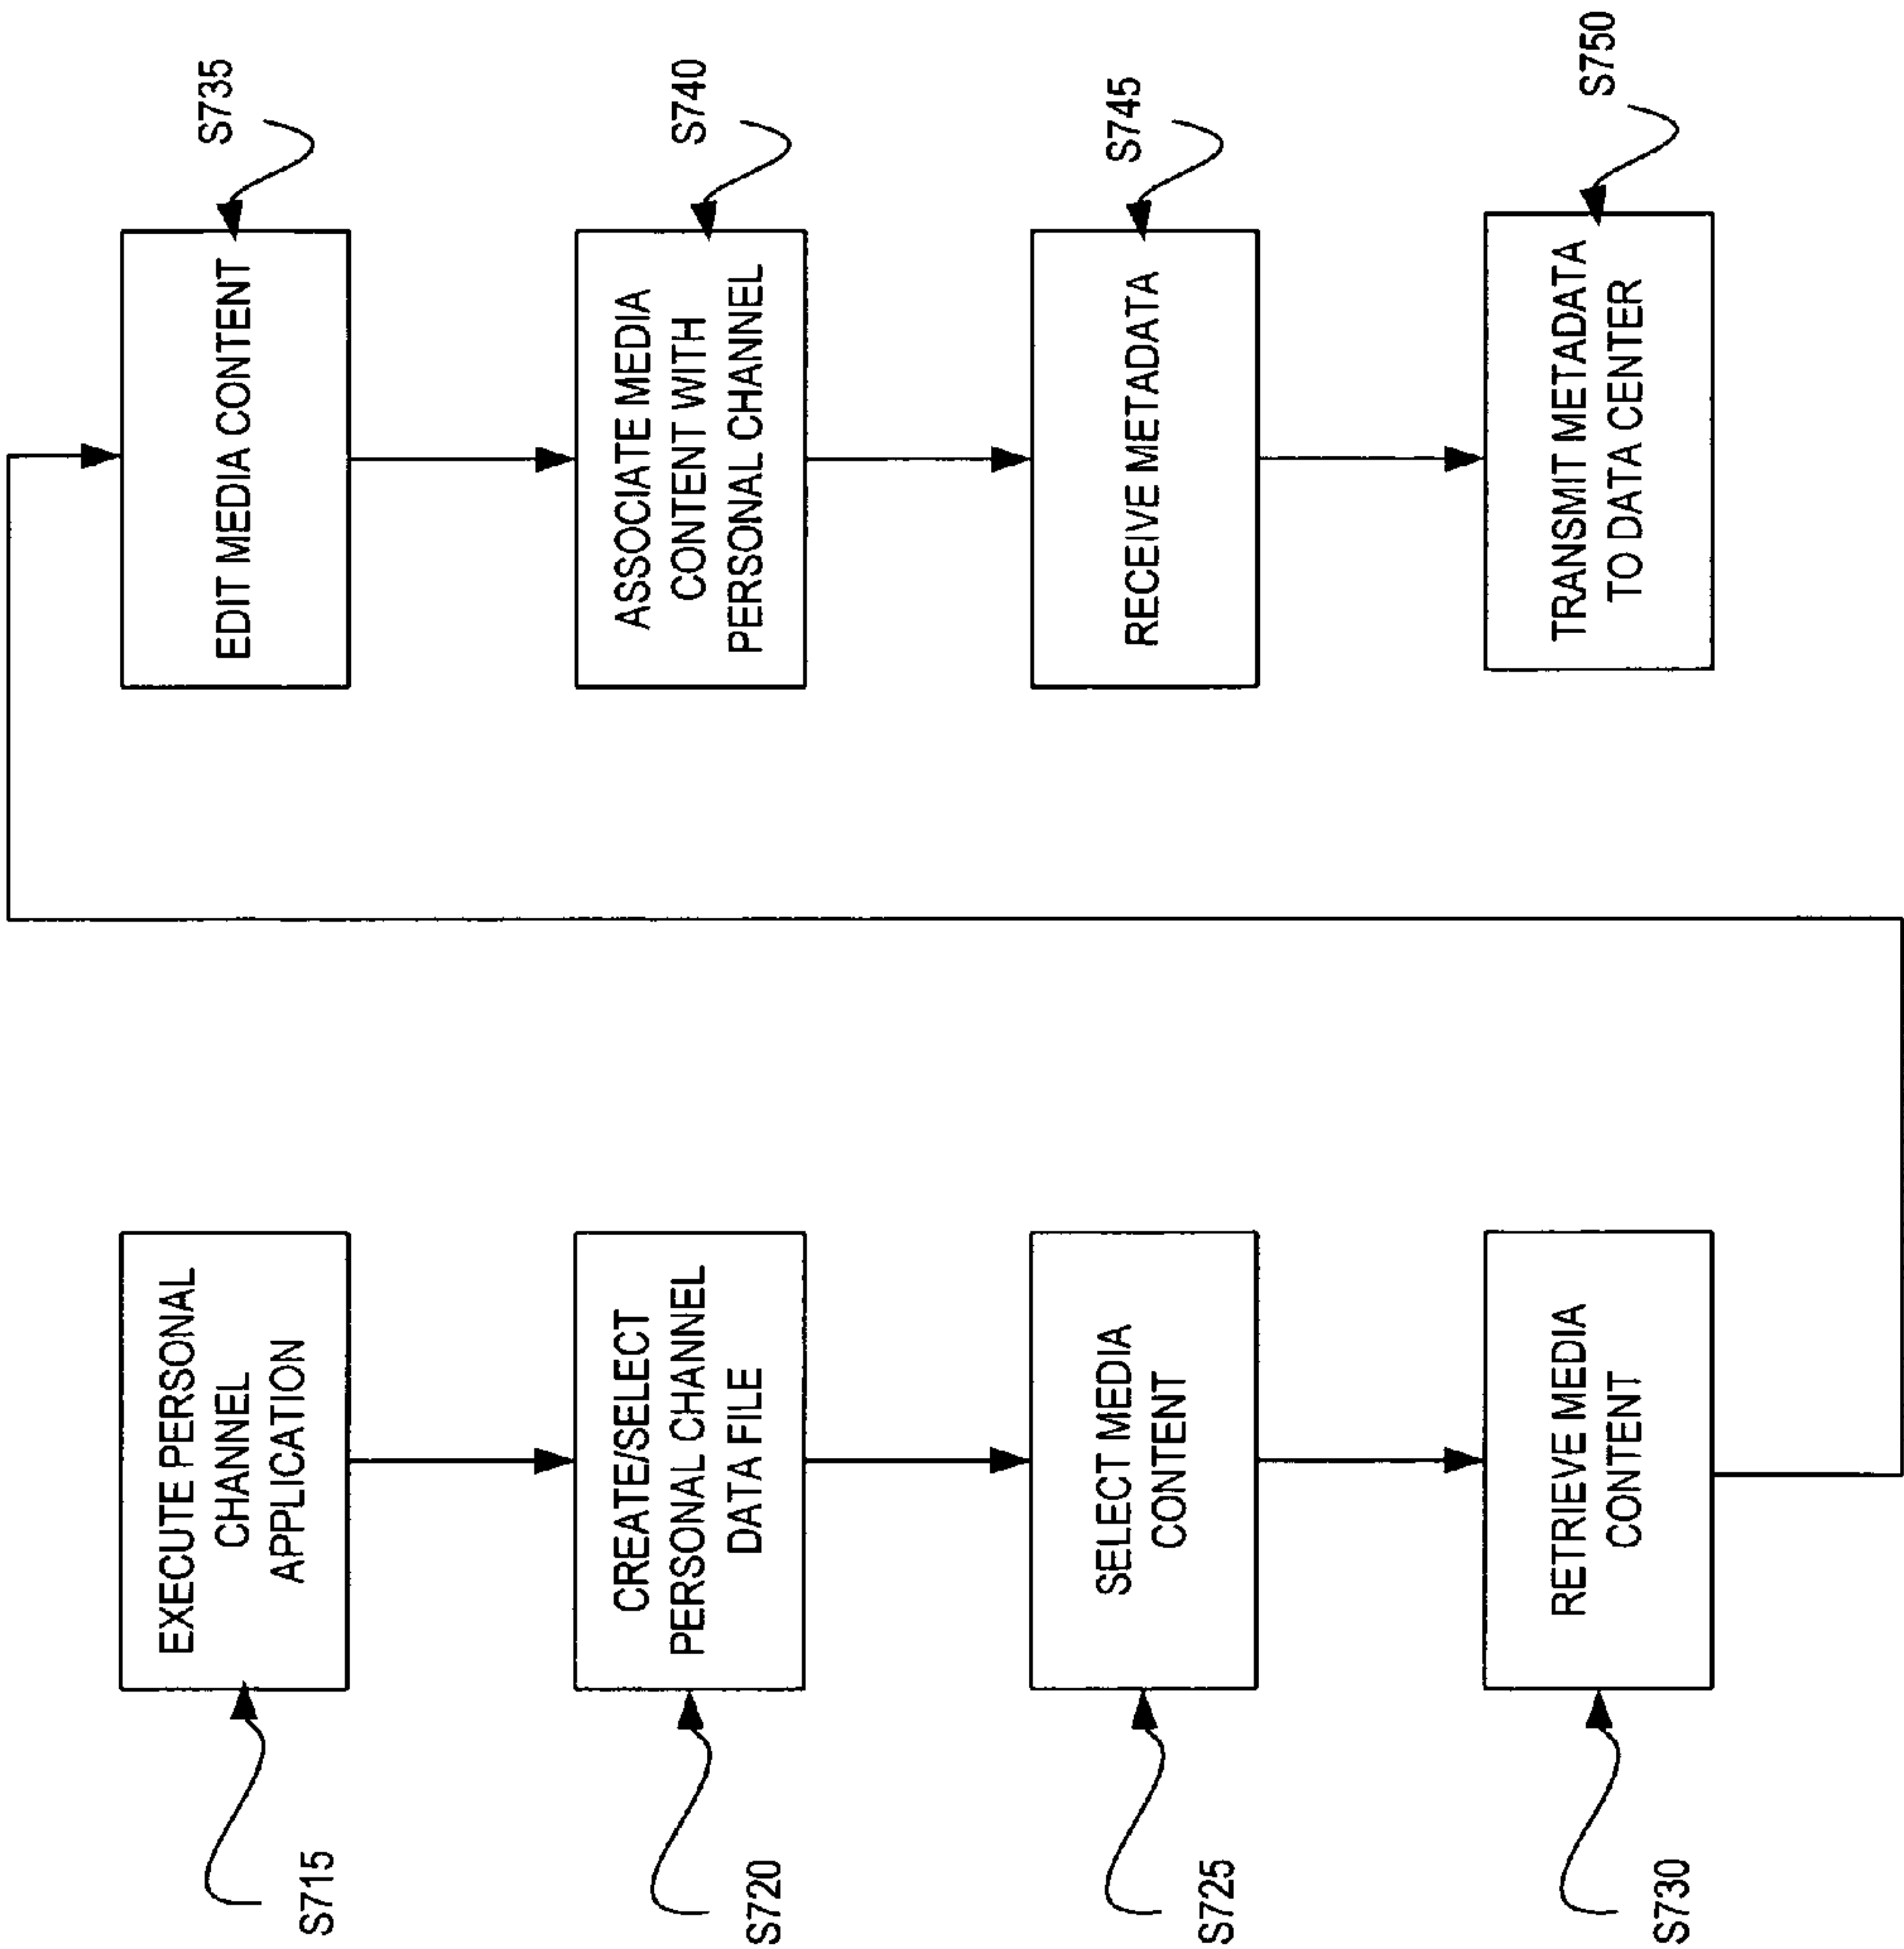 EXECUTE PERSONAL
CHANNEL
APPLICATION
S715
CREATE/SELECT
PERSONAL CHANNEL
DATA FILE
S720
SELECT MEDIA
CONTENT
S725
RETRIEVE MEDIA
CONTENT
S730
EDIT MEDIA CONTENT
S735
ASSOCIATE MEDIA
CONTENT WITH
PERSONAL CHANNEL
S740
RECEIVE METADATA
S745
TRANSMIT METADATA
TO DATA CENTER
S750